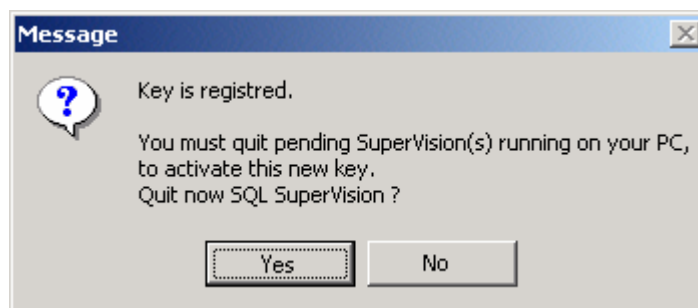 Message
Key is registred.
You must quit pending SuperVision(s) running on your PC,
to activate this new key.
Quit now SQL SuperVision ?
Yes No